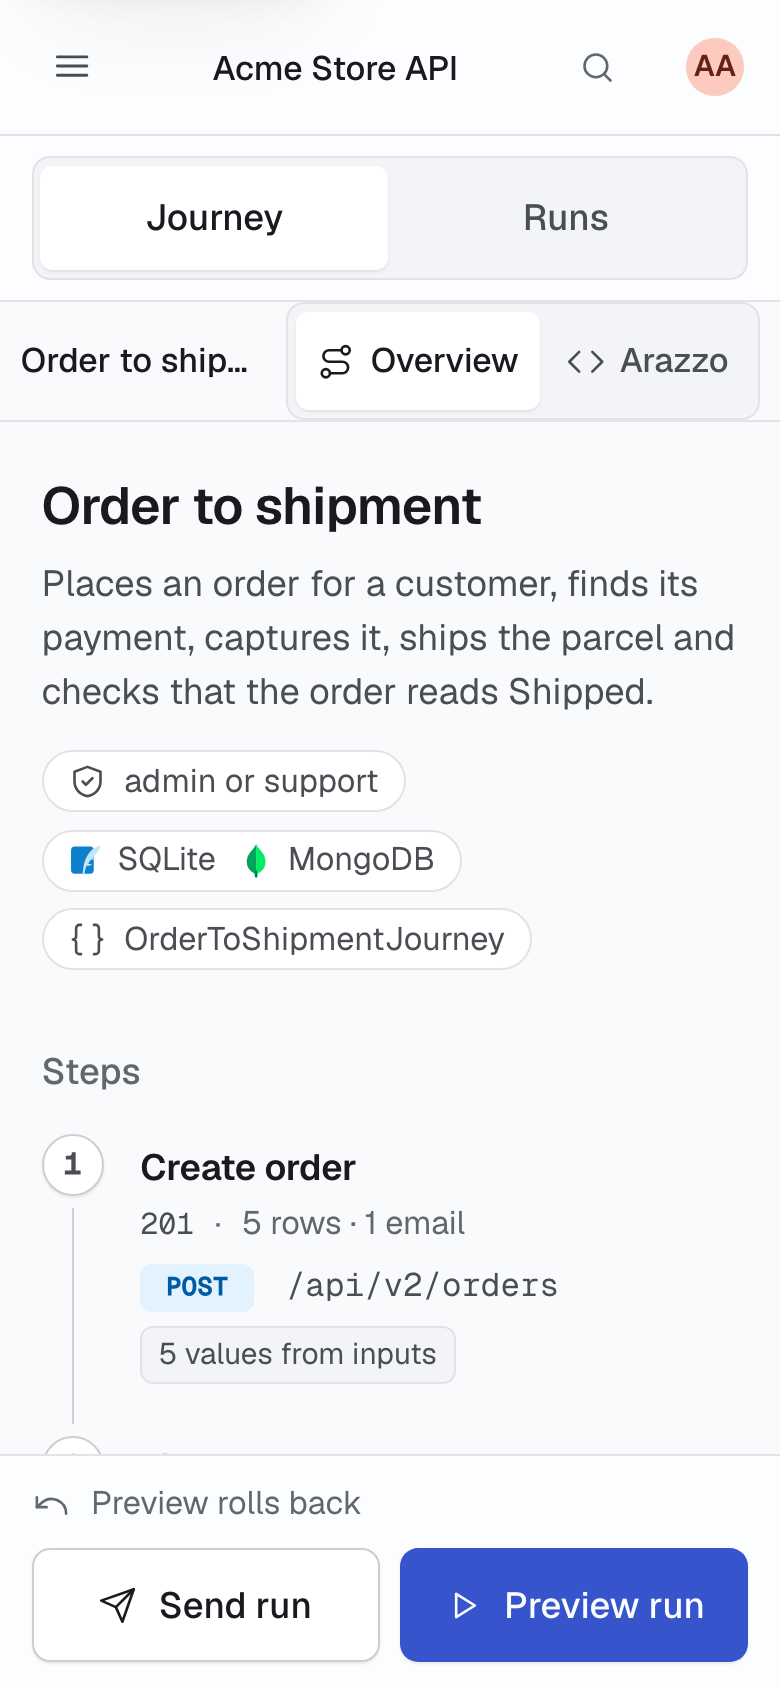 Acme Store API
AA
Journey
Runs
Order to ship...
Overview
Arazzo
Order to shipment
Places an order for a customer, finds its
payment, captures it, ships the parcel and
checks that the order reads Shipped.
admin or support
SQLite MongoDB
{ } OrderToShipmentJourney
Steps
1 Create order
201 · 5 rows · 1 email
POST /api/v2/orders
5 values from inputs
Preview rolls back
Send run
Preview run